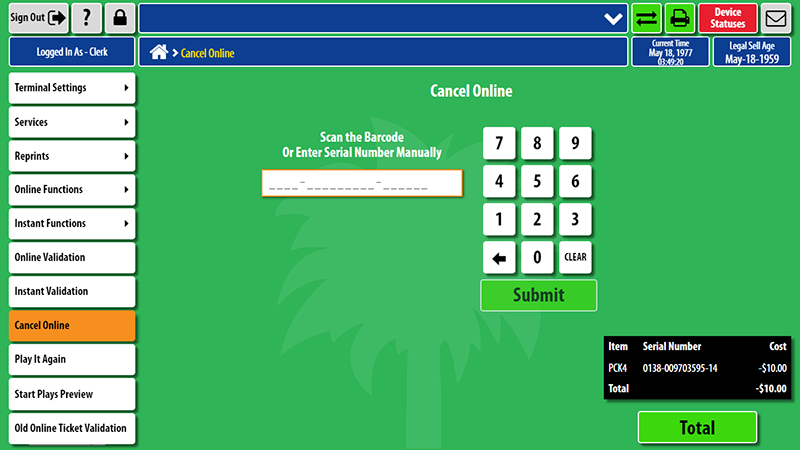 Sign Out
?
Device
Statuses
Logged In As - Clerk
> Cancel Online
Current Time
May 18, 1977
03:49:20
Legal Sell Age
May-18-1959
Terminal Settings
Services
Reprints
Online Functions
Instant Functions
Online Validation
Instant Validation
Cancel Online
Play It Again
Start Plays Preview
Old Online Ticket Validation
Cancel Online
Scan the Barcode
Or Enter Serial Number Manually
____-_________-______
7 8 9
4 5 6
1 2 3
0 CLEAR
Submit
Item Serial Number Cost
PCK4 0138-009703595-14 -$10.00
Total -$10.00
Total